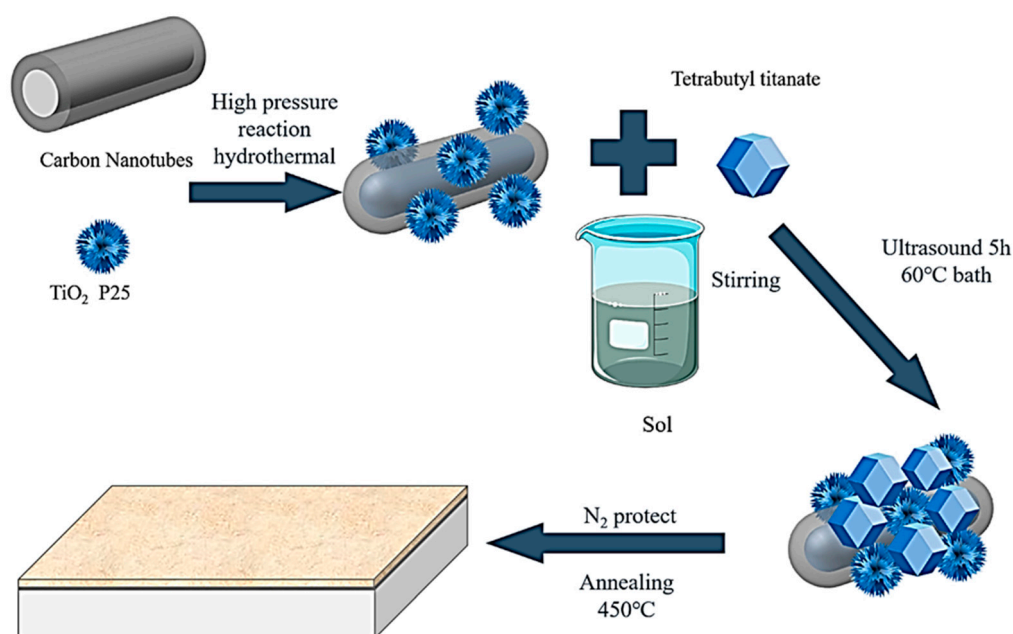 Carbon Nanotubes
TiO₂ P25
High pressure
reaction
hydrothermal
Tetrabutyl titanate
Stirring
Sol
Ultrasound 5h
60℃ bath
N₂ protect
Annealing
450℃